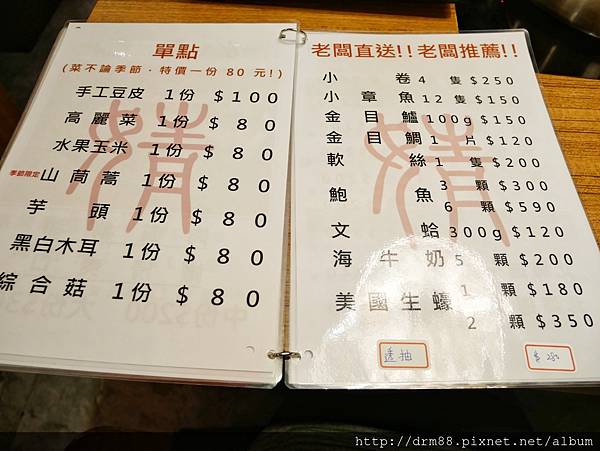 單點
(菜不論季節‧特價一份 80 元!)
手工豆皮 1份 $100
高麗菜 1份 $80
水果玉米 1份 $80
季節限定 山茼蒿 1份 $80
芋頭 1份 $80
黑白木耳 1份 $80
綜合菇 1份 $80
老闆直送!!老闆推薦!!
小卷 4 隻 $250
小章魚 12 隻 $150
金目鱸 100g $150
金目鯛 1 片 $120
軟絲 1 隻 $200
鮑魚 3 顆 $300
6 顆 $590
文蛤 300g $120
海牛奶 5 顆 $200
美國生蠔 1 顆 $180
2 顆 $350
透抽
http://drm88.pixnet.net/album